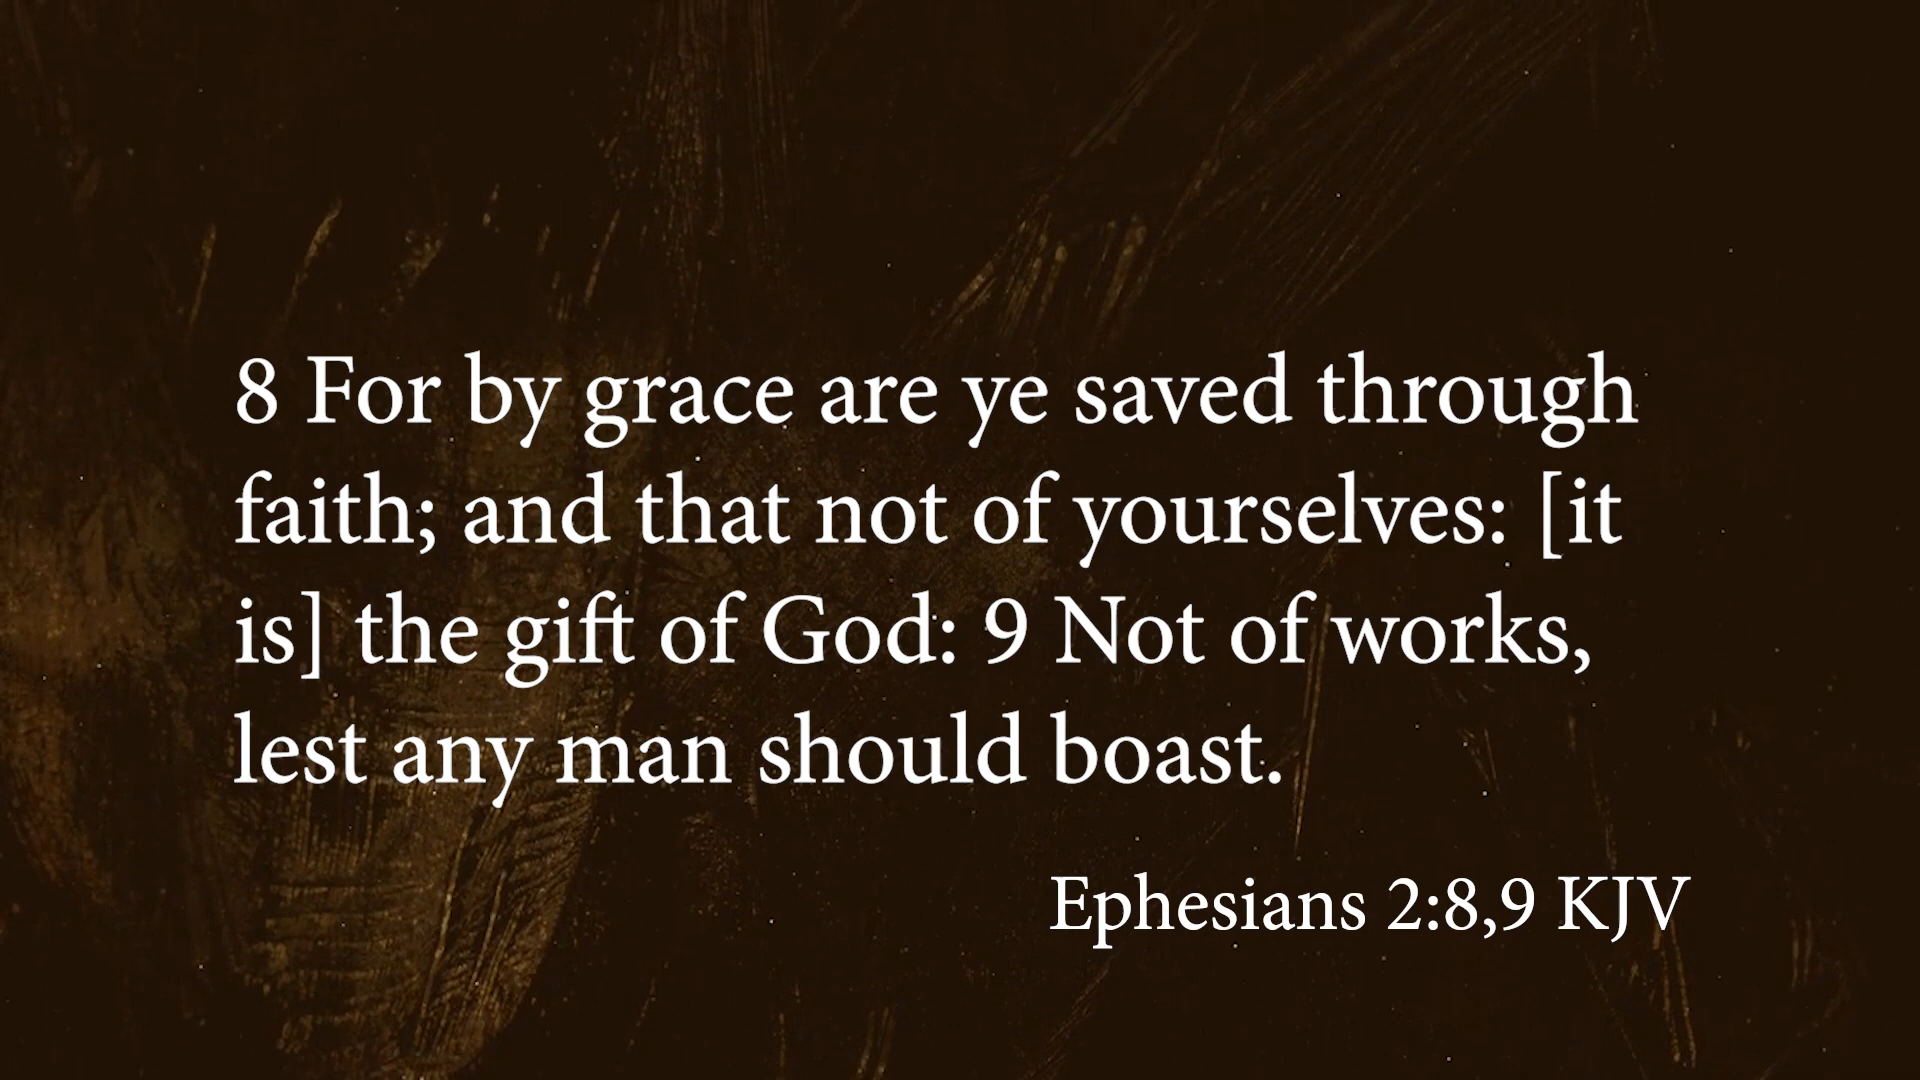 8 For by grace are ye saved through
faith; and that not of yourselves: [it
is] the gift of God: 9 Not of works,
lest any man should boast.
Ephesians 2:8,9 KJV